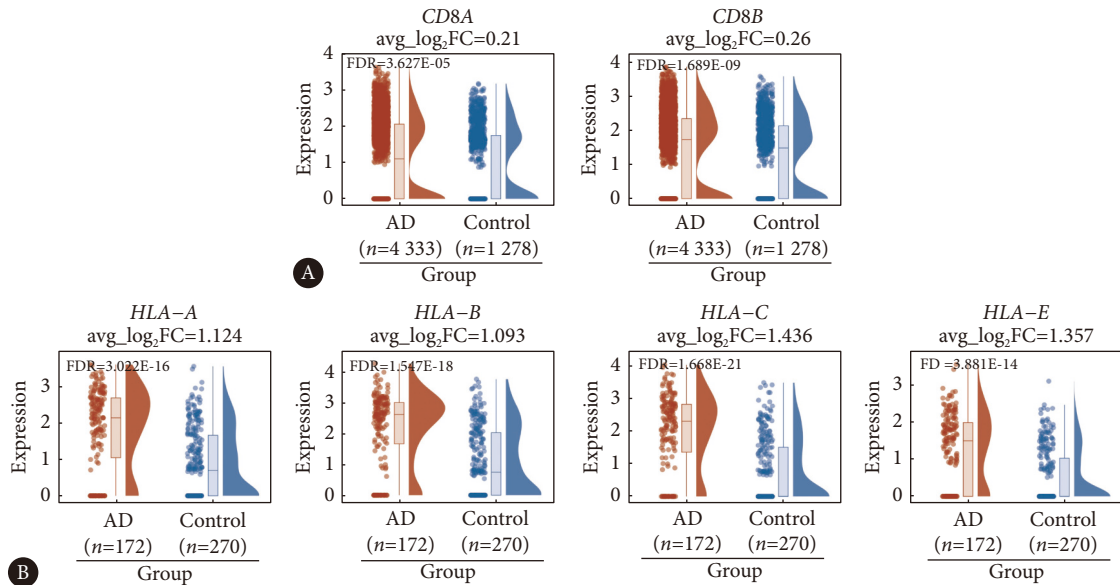 CD8A
avg_log₂FC=0.21
FDR=3.627E-05
4
3
2
1
0
Expression
AD
(n=4 333)
Control
(n=1 278)
Group
CD8B
avg_log₂FC=0.26
FDR=1.689E-09
4
3
2
1
0
Expression
AD
(n=4 333)
Control
(n=1 278)
Group
A
HLA-A
avg_log₂FC=1.124
FDR=3.022E-16
3
2
1
0
Expression
AD
(n=172)
Control
(n=270)
Group
HLA-B
avg_log₂FC=1.093
FDR=1.547E-18
4
3
2
1
0
Expression
AD
(n=172)
Control
(n=270)
Group
HLA-C
avg_log₂FC=1.436
FDR=1.668E-21
4
3
2
1
0
Expression
AD
(n=172)
Control
(n=270)
Group
HLA-E
avg_log₂FC=1.357
FD =3.881E-14
3
2
1
0
Expression
AD
(n=172)
Control
(n=270)
Group
B